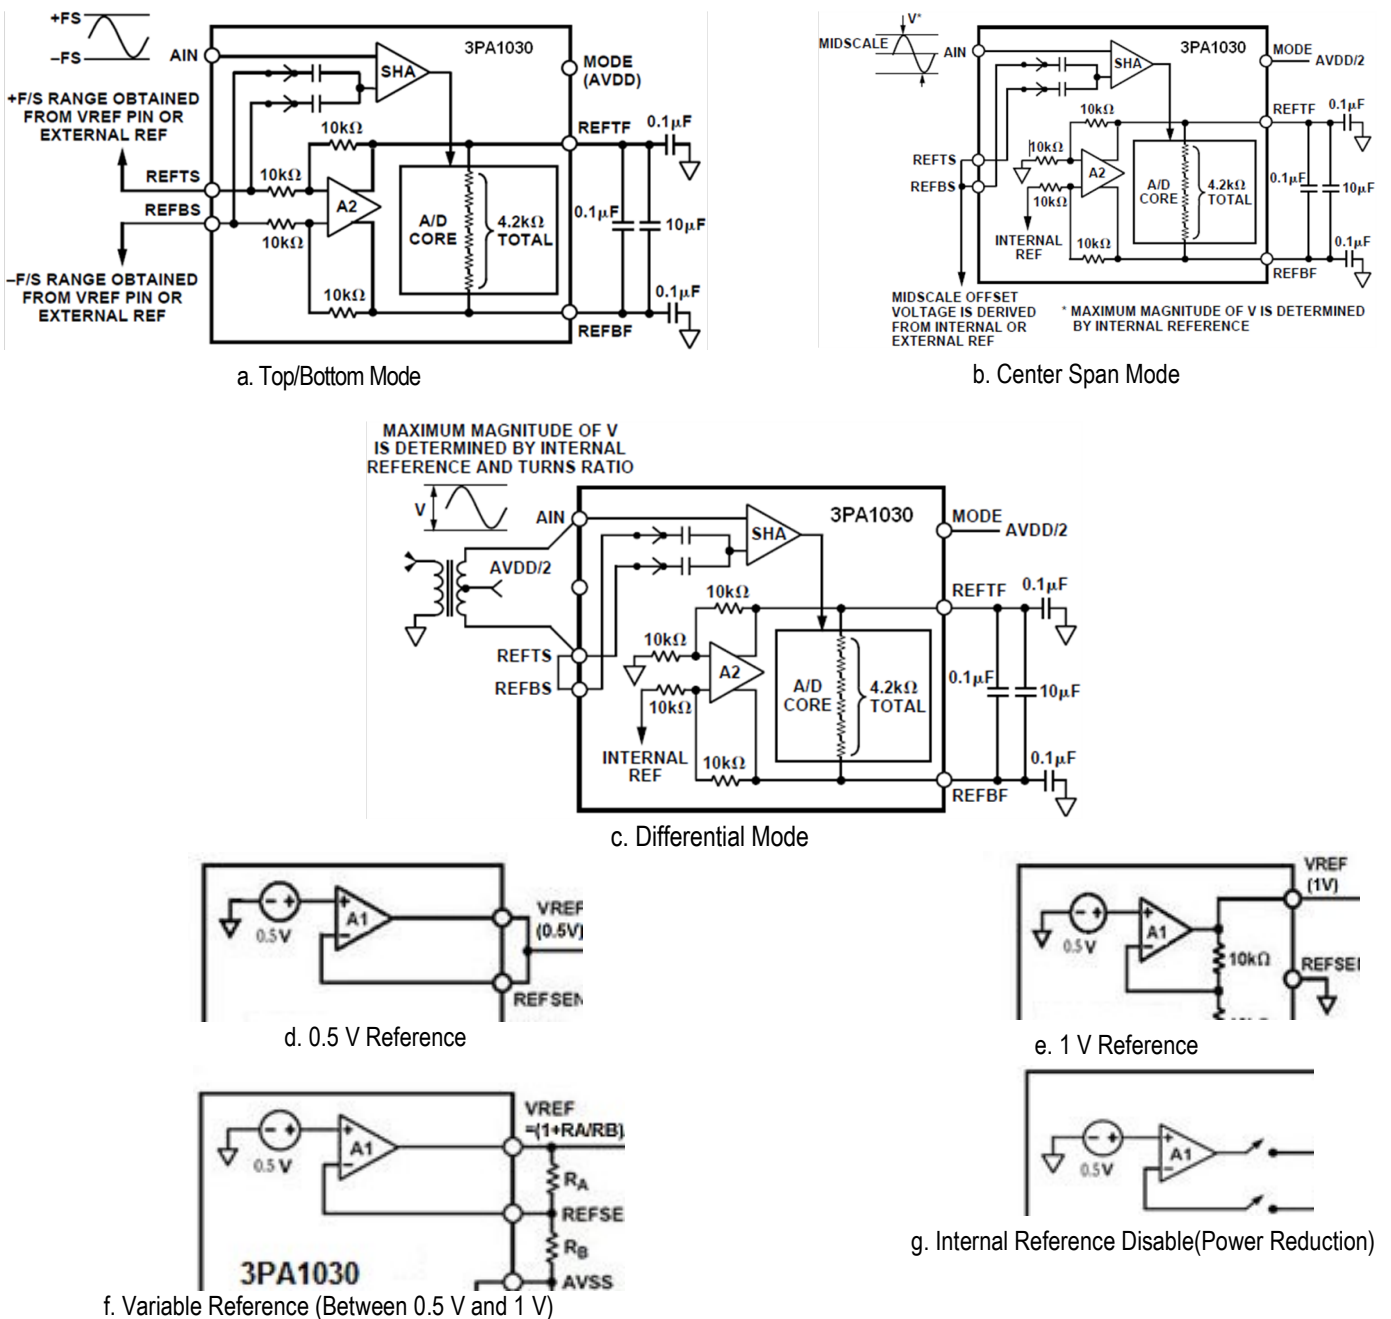 +FS
–FS
AIN
3PA1030
SHA
MODE
(AVDD)
+F/S RANGE OBTAINED
FROM VREF PIN OR
EXTERNAL REF
10kΩ
REFTF
0.1µF
REFTS
10kΩ
A2
REFBS
10kΩ
A/D
CORE
4.2kΩ
TOTAL
0.1µF
10µF
–F/S RANGE OBTAINED
FROM VREF PIN OR
EXTERNAL REF
10kΩ
0.1µF
REFBF
a. Top/Bottom Mode
V*
MIDSCALE
AIN
3PA1030
SHA
MODE
AVDD/2
10kΩ
REFTF
0.1µF
10kΩ
REFTS
A2
REFBS
10kΩ
A/D
CORE
4.2kΩ
TOTAL
0.1µF
10µF
INTERNAL
REF
10kΩ
0.1µF
REFBF
MIDSCALE OFFSET
VOLTAGE IS DERIVED
FROM INTERNAL OR
EXTERNAL REF
* MAXIMUM MAGNITUDE OF V IS DETERMINED
BY INTERNAL REFERENCE
b. Center Span Mode
MAXIMUM MAGNITUDE OF V
IS DETERMINED BY INTERNAL
REFERENCE AND TURNS RATIO
V
AIN
3PA1030
SHA
MODE
AVDD/2
AVDD/2
10kΩ
REFTF
0.1µF
10kΩ
REFTS
A2
REFBS
10kΩ
A/D
CORE
4.2kΩ
TOTAL
0.1µF
10µF
INTERNAL
REF
10kΩ
0.1µF
REFBF
c. Differential Mode
- +
0.5 V
+
A1
–
VREF
(0.5V)
REFSEN
d. 0.5 V Reference
VREF
(1V)
- +
0.5 V
+
A1
–
10kΩ
REFSE
e. 1 V Reference
VREF
=(1+RA/RB)
- +
0.5 V
+
A1
–
RA
REFSE
RB
3PA1030
AVSS
f. Variable Reference (Between 0.5 V and 1 V)
- +
0.5 V
+
A1
–
g. Internal Reference Disable(Power Reduction)